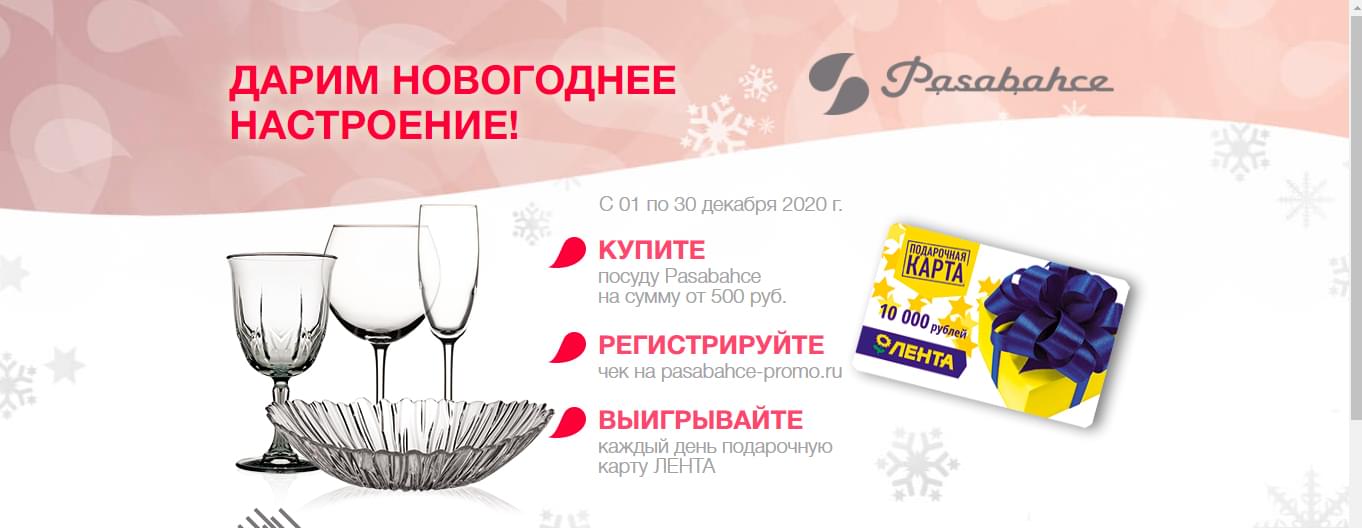 ДАРИМ НОВОГОДНЕЕ
НАСТРОЕНИЕ!
Pasabahce
С 01 по 30 декабря 2020 г.
КУПИТЕ
посуду Pasabahce
на сумму от 500 руб.
РЕГИСТРИРУЙТЕ
чек на pasabahce-promo.ru
ВЫИГРЫВАЙТЕ
каждый день подарочную
карту ЛЕНТА
ПОДАРОЧНАЯ
КАРТА
10 000 рублей
ЛЕНТА